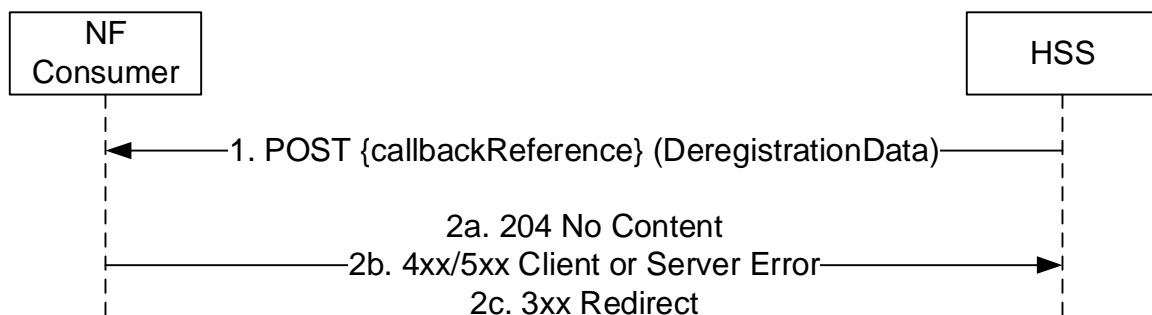 NF
Consumer
HSS
1. POST {callbackReference} (DeregistrationData)
2a. 204 No Content
2b. 4xx/5xx Client or Server Error
2c. 3xx Redirect